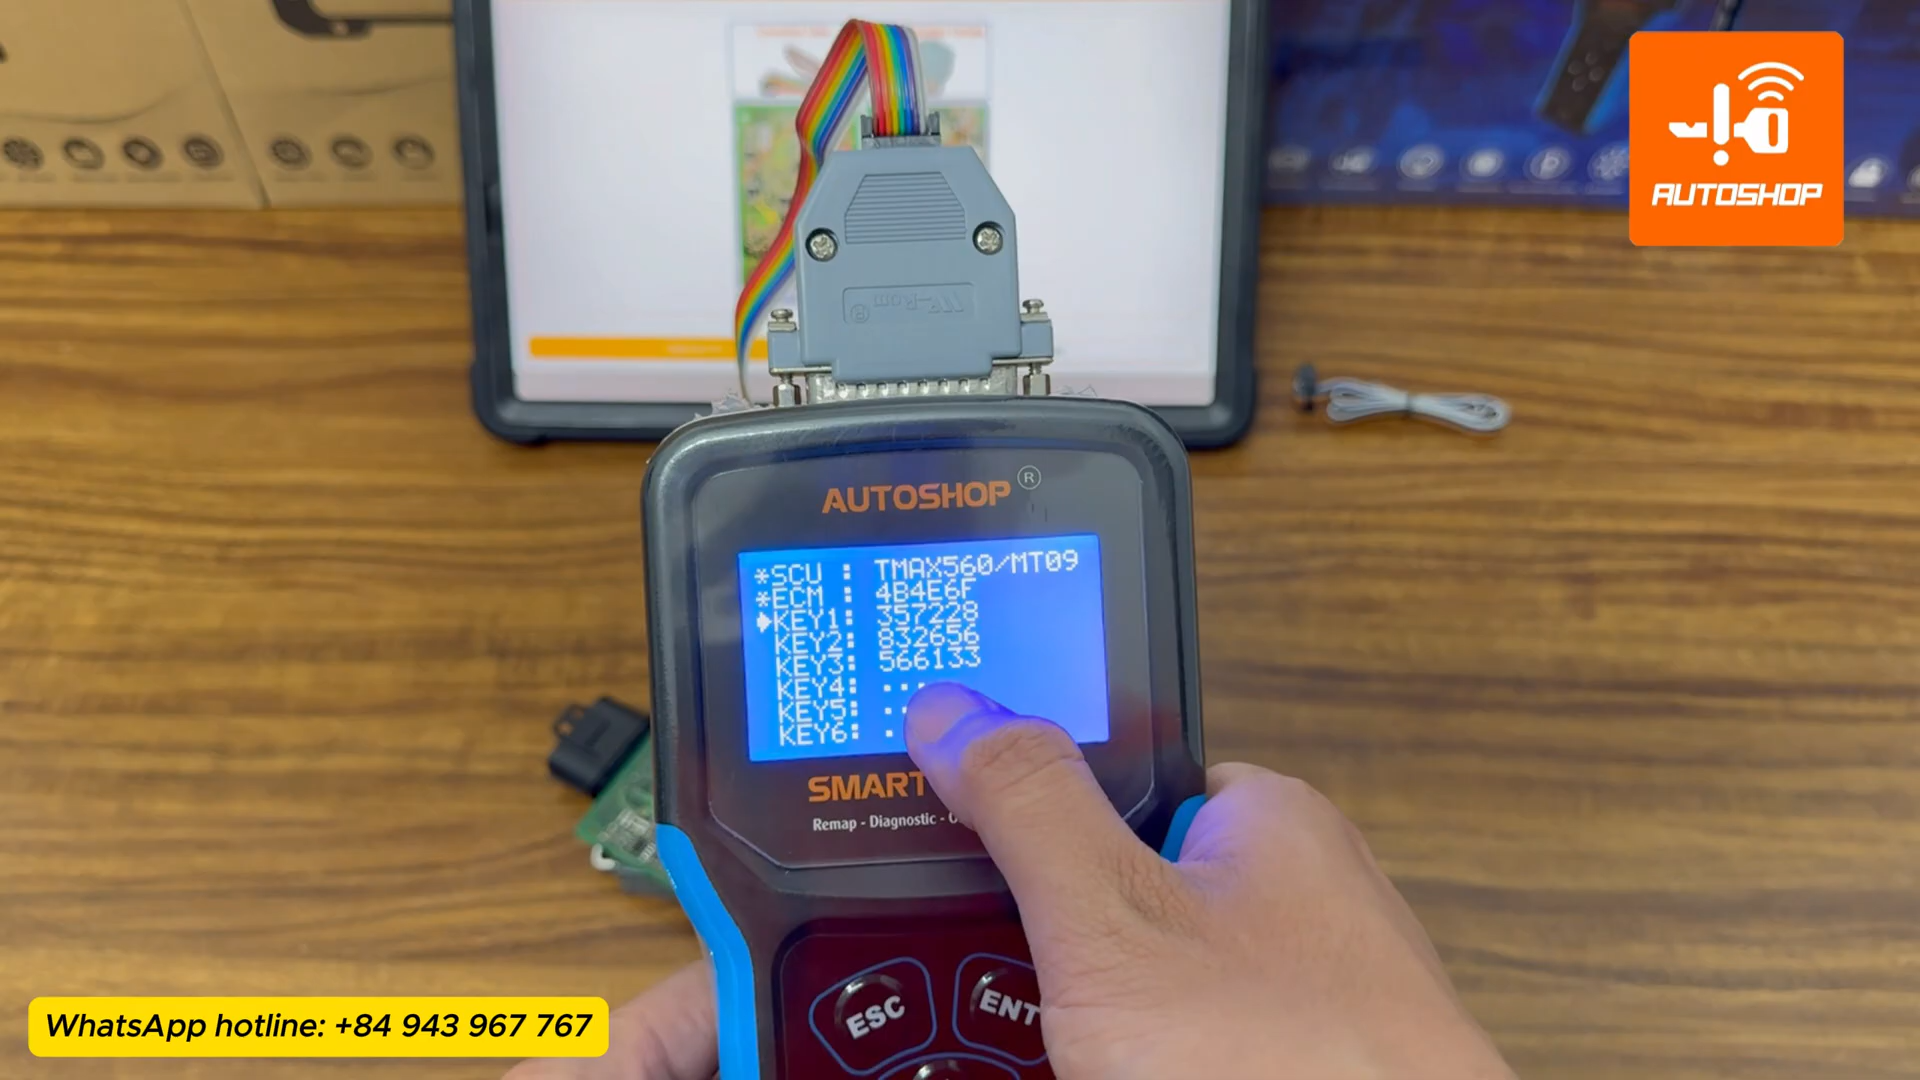 AUTOSHOP
W-Rom ®
AUTOSHOP ®
*SCU : TMAX560/MT09
*ECM : 4B4E6F
KEY1: 357228
KEY2: 832656
KEY3: 566133
KEY4: ...
KEY5: ..
KEY6: .
SMART
Remap - Diagnostic -
ESC
ENT
WhatsApp hotline: +84 943 967 767